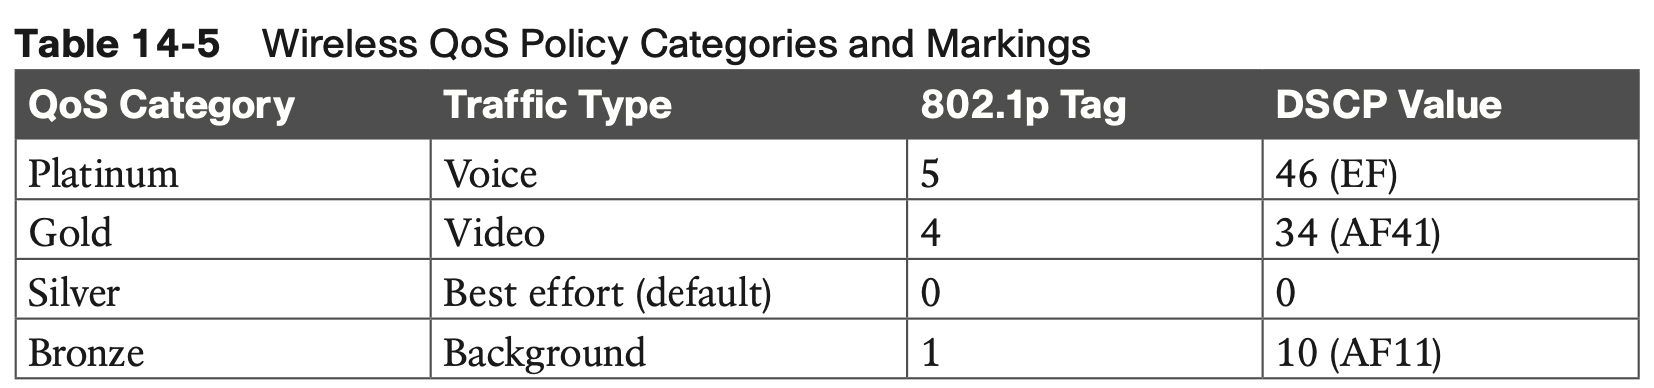 Table 14-5 Wireless QoS Policy Categories and Markings
QoS Category Traffic Type 802.1p Tag DSCP Value
Platinum Voice 5 46 (EF)
Gold Video 4 34 (AF41)
Silver Best effort (default) 0 0
Bronze Background 1 10 (AF11)